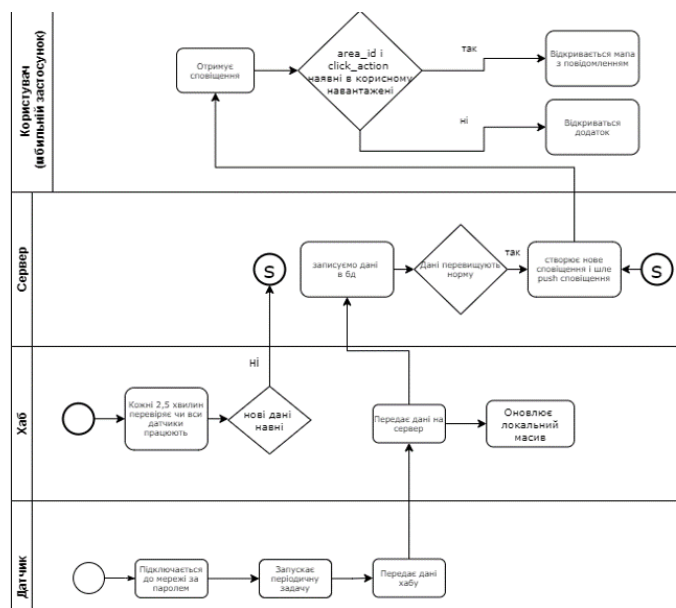 Користувач
(мбильний застосунок)
Отримує
сповіщення
area_id і
click_action
наявні в корисному
навантажені
так
ні
Відкривається мапа
з повідомленням
Відкриваться
додаток
Сервер
S
записуємо дані
в бд
Дані перевищують
норму
так
створює нове
сповіщення і шле
push сповіщення
S
Хаб
Кожні 2,5 хвилин
перевіряє чи вси
датчики
працюють
ні
нові дані
навні
Передає дані на
сервер
Оновлює
локальний
масив
Датчик
Підключається
до мережі за
паролем
Запускає
періодичну
задачу
Передає дані
хабу